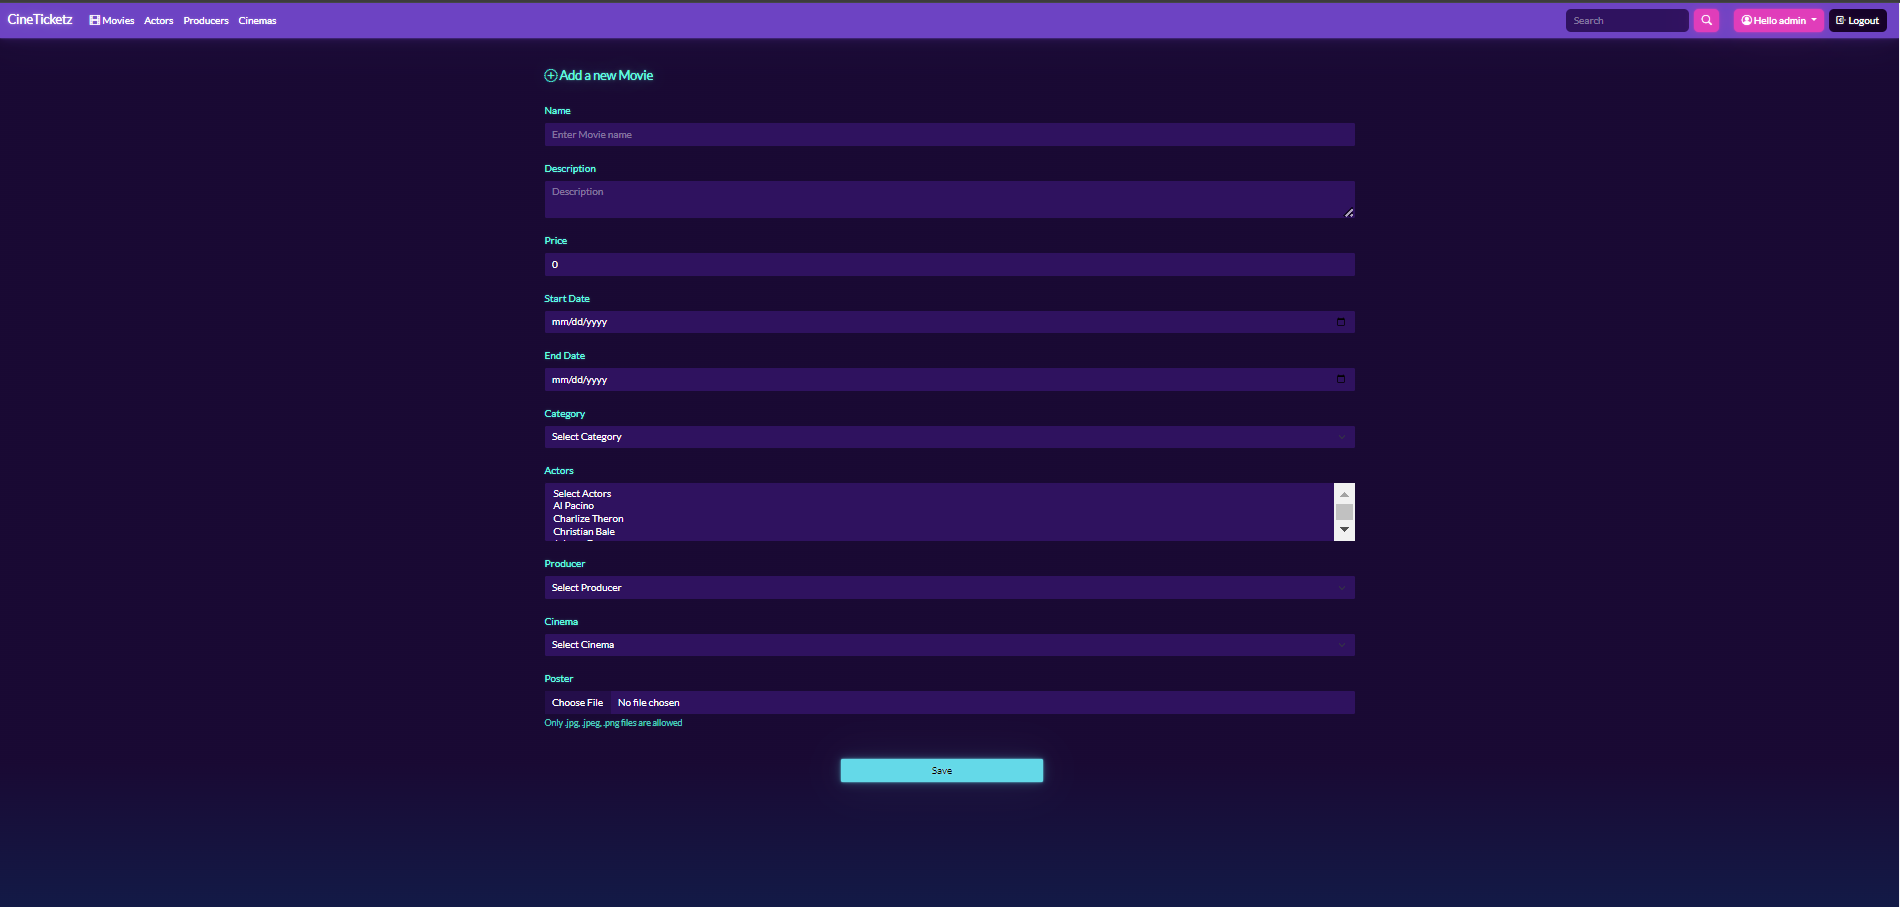 CineTicketz Movies Actors Producers Cinemas Search Hello admin Logout
Add a new Movie
Name
Enter Movie name
Description
Description
Price
0
Start Date
mm/dd/yyyy
End Date
mm/dd/yyyy
Category
Select Category
Actors
Select Actors
Al Pacino
Charlize Theron
Christian Bale
Producer
Select Producer
Cinema
Select Cinema
Poster
Choose File No file chosen
Only .jpg, .jpeg, .png files are allowed
Save